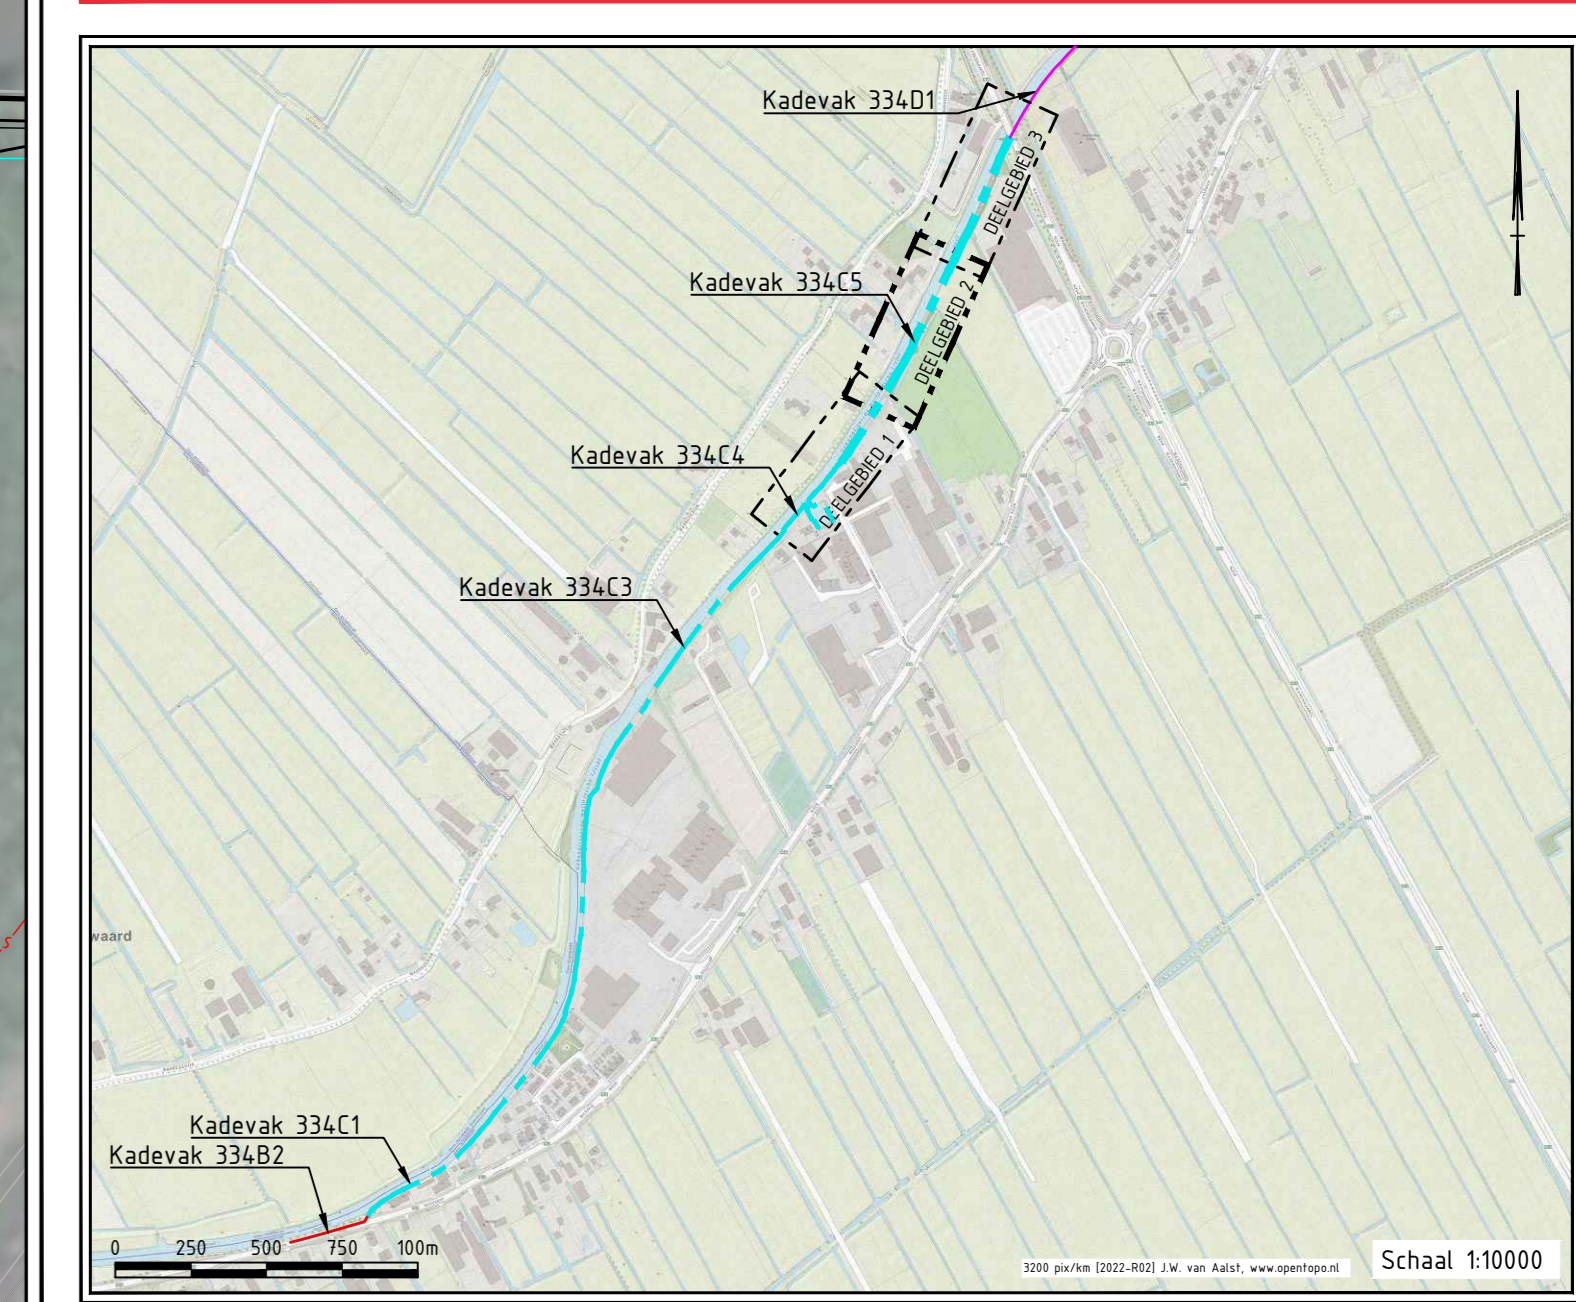 Kadevak 334D1
DEELGEBIED 3
Kadevak 334C5
DEELGEBIED 2
Kadevak 334C4
DEELGEBIED 1
Kadevak 334C3
waard
Kadevak 334C1
Kadevak 334B2
0 250 500 750 100m
3200 pix/km [2022-R02] J.W. van Aalst, www.opentopo.nl
Schaal 1:10000